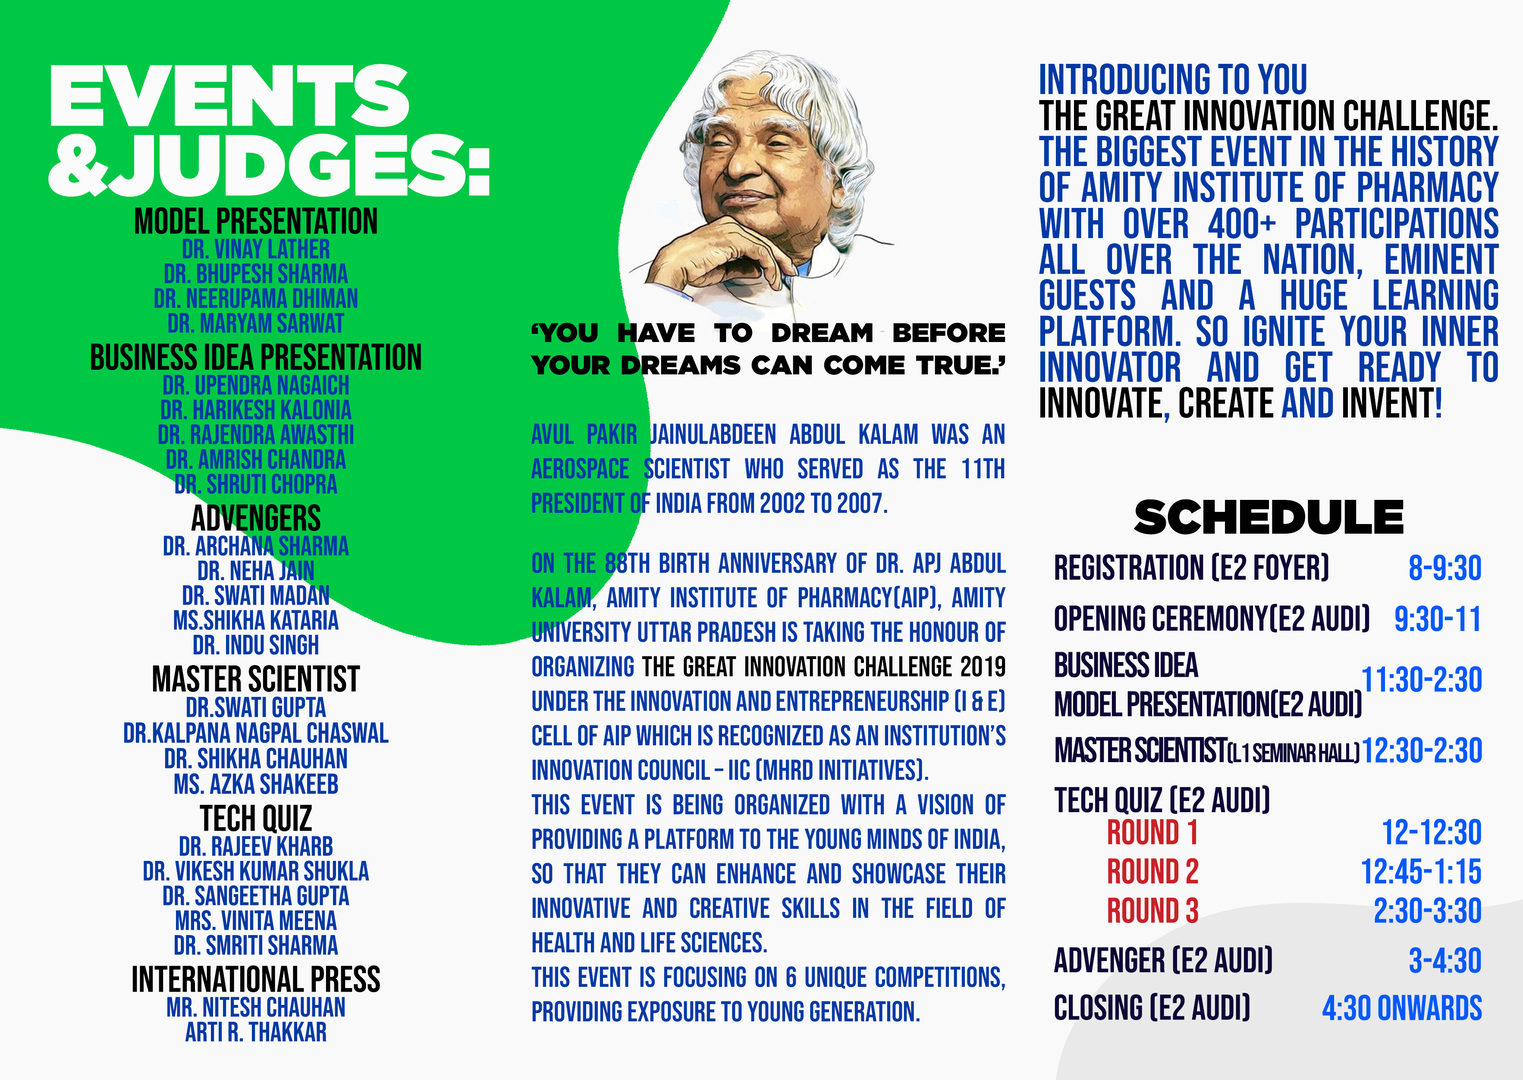 EVENTS
&JUDGES:
MODEL PRESENTATION
DR. VINAY LATHER
DR. BHUPESH SHARMA
DR. NEERUPAMA DHIMAN
DR. MARYAM SARWAT
BUSINESS IDEA PRESENTATION
DR. UPENDRA NAGAICH
DR. HARIKESH KALONIA
DR. RAJENDRA AWASTHI
DR. AMRISH CHANDRA
DR. SHRUTI CHOPRA
ADVENGERS
DR. ARCHANA SHARMA
DR. NEHA JAIN
DR. SWATI MADAN
MS.SHIKHA KATARIA
DR. INDU SINGH
MASTER SCIENTIST
DR.SWATI GUPTA
DR.KALPANA NAGPAL CHASWAL
DR. SHIKHA CHAUHAN
MS. AZKA SHAKEEB
TECH QUIZ
DR. RAJEEV KHARB
DR. VIKESH KUMAR SHUKLA
DR. SANGEETHA GUPTA
MRS. VINITA MEENA
DR. SMRITI SHARMA
INTERNATIONAL PRESS
MR. NITESH CHAUHAN
ARTI R. THAKKAR
‘YOU HAVE TO DREAM BEFORE
YOUR DREAMS CAN COME TRUE.’
AVUL PAKIR JAINULABDEEN ABDUL KALAM WAS AN
AEROSPACE SCIENTIST WHO SERVED AS THE 11TH
PRESIDENT OF INDIA FROM 2002 TO 2007.
ON THE 88TH BIRTH ANNIVERSARY OF DR. APJ ABDUL
KALAM, AMITY INSTITUTE OF PHARMACY(AIP), AMITY
UNIVERSITY UTTAR PRADESH IS TAKING THE HONOUR OF
ORGANIZING THE GREAT INNOVATION CHALLENGE 2019
UNDER THE INNOVATION AND ENTREPRENEURSHIP (I & E)
CELL OF AIP WHICH IS RECOGNIZED AS AN INSTITUTION’S
INNOVATION COUNCIL – IIC (MHRD INITIATIVES).
THIS EVENT IS BEING ORGANIZED WITH A VISION OF
PROVIDING A PLATFORM TO THE YOUNG MINDS OF INDIA,
SO THAT THEY CAN ENHANCE AND SHOWCASE THEIR
INNOVATIVE AND CREATIVE SKILLS IN THE FIELD OF
HEALTH AND LIFE SCIENCES.
THIS EVENT IS FOCUSING ON 6 UNIQUE COMPETITIONS,
PROVIDING EXPOSURE TO YOUNG GENERATION.
INTRODUCING TO YOU
THE GREAT INNOVATION CHALLENGE.
THE BIGGEST EVENT IN THE HISTORY
OF AMITY INSTITUTE OF PHARMACY
WITH OVER 400+ PARTICIPATIONS
ALL OVER THE NATION, EMINENT
GUESTS AND A HUGE LEARNING
PLATFORM. SO IGNITE YOUR INNER
INNOVATOR AND GET READY TO
INNOVATE, CREATE AND INVENT!
SCHEDULE
REGISTRATION (E2 FOYER) 8-9:30
OPENING CEREMONY(E2 AUDI) 9:30-11
BUSINESS IDEA
MODEL PRESENTATION(E2 AUDI) 11:30-2:30
MASTER SCIENTIST(L1 SEMINAR HALL) 12:30-2:30
TECH QUIZ (E2 AUDI)
ROUND 1 12-12:30
ROUND 2 12:45-1:15
ROUND 3 2:30-3:30
ADVENGER (E2 AUDI) 3-4:30
CLOSING (E2 AUDI) 4:30 ONWARDS